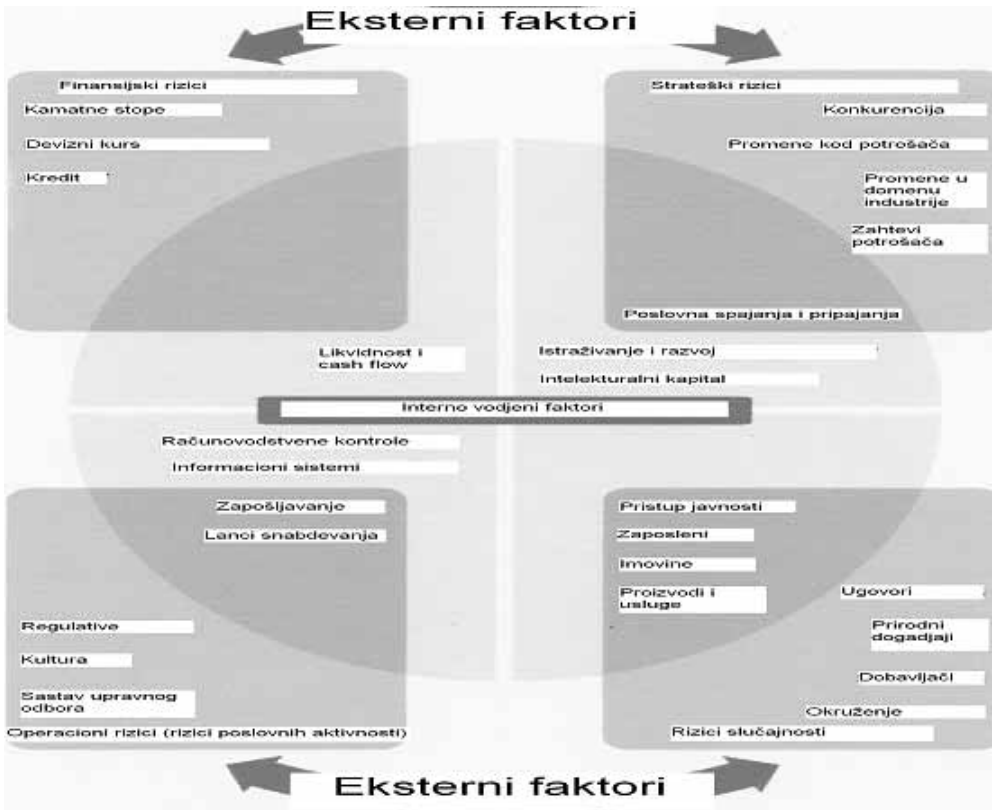 Eksterni faktori
Finansijski rizici
Kamatne stope
Devizni kurs
Kredit
Strateški rizici
Konkurencija
Promene kod potrošača
Promene u
domenu
industrije
Zahtevi
potrošača
Poslovna spajanja i pripajanja
Likvidnost i
cash flow
Istraživanje i razvoj
Intelekturalni kapital
Interno vodjeni faktori
Računovodstvene kontrole
Informacioni sistemi
Zapošljavanje
Lanci snabdevanja
Regulative
Kultura
Sastav upravnog
odbora
Operacioni rizici (rizici poslovnih aktivnosti)
Pristup javnosti
Zaposleni
Imovine
Proizvodi i
usluge
Ugovori
Prirodni
dogadjaji
Dobavljači
Okruženje
Rizici slučajnosti
Eksterni faktori